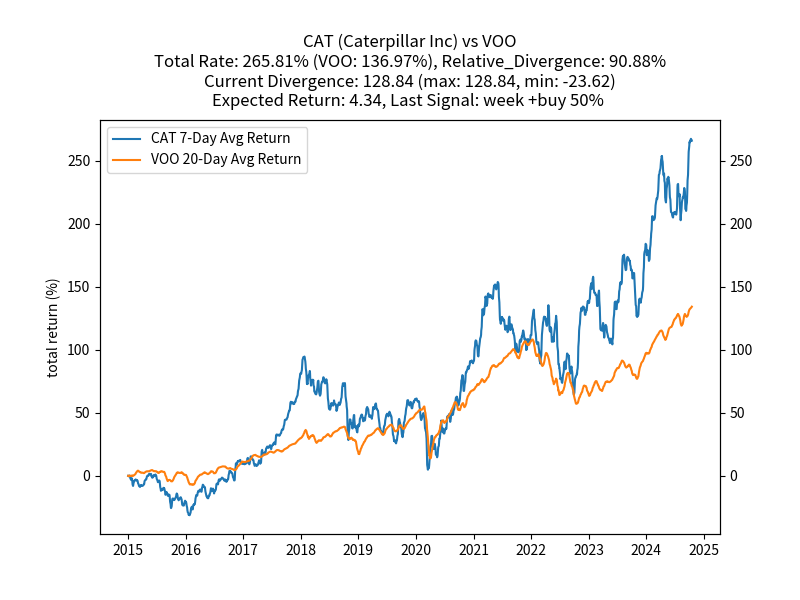 CAT (Caterpillar Inc) vs VOO
Total Rate: 265.81% (VOO: 136.97%), Relative_Divergence: 90.88%
Current Divergence: 128.84 (max: 128.84, min: -23.62)
Expected Return: 4.34, Last Signal: week +buy 50%
CAT 7-Day Avg Return
VOO 20-Day Avg Return
total return (%)
250 250
200 200
150 150
100 100
50 50
0 0
2015 2016 2017 2018 2019 2020 2021 2022 2023 2024 2025